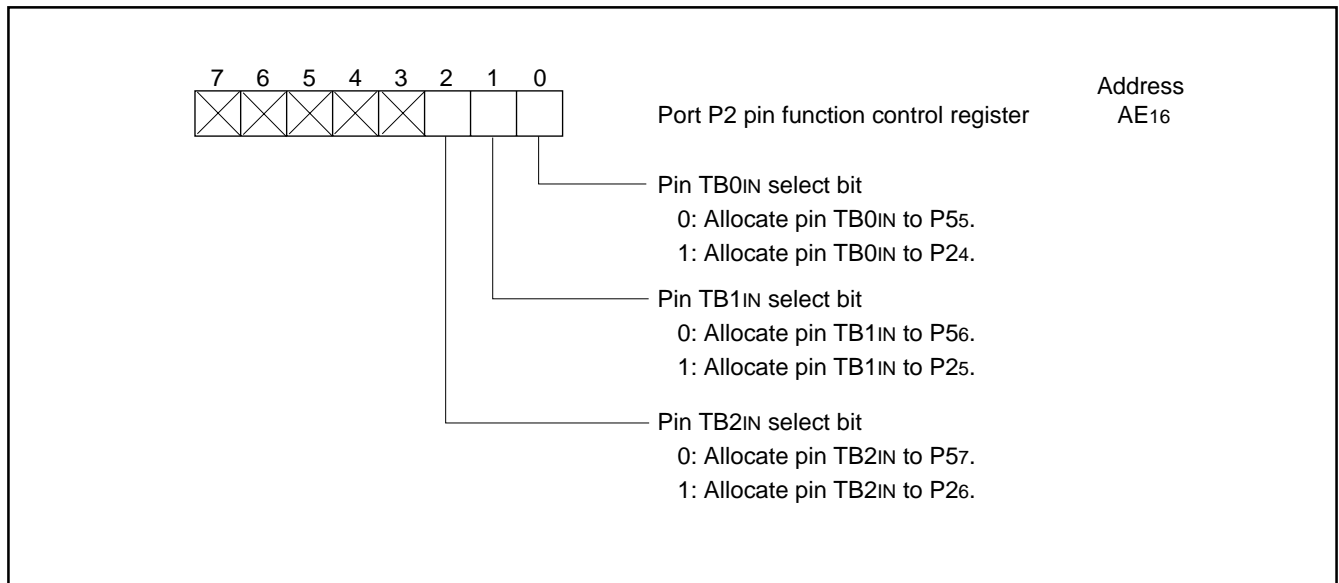 7 6 5 4 3 2 1 0
Address
Port P2 pin function control register AE16
Pin TB0IN select bit
0: Allocate pin TB0IN to P55.
1: Allocate pin TB0IN to P24.
Pin TB1IN select bit
0: Allocate pin TB1IN to P56.
1: Allocate pin TB1IN to P25.
Pin TB2IN select bit
0: Allocate pin TB2IN to P57.
1: Allocate pin TB2IN to P26.